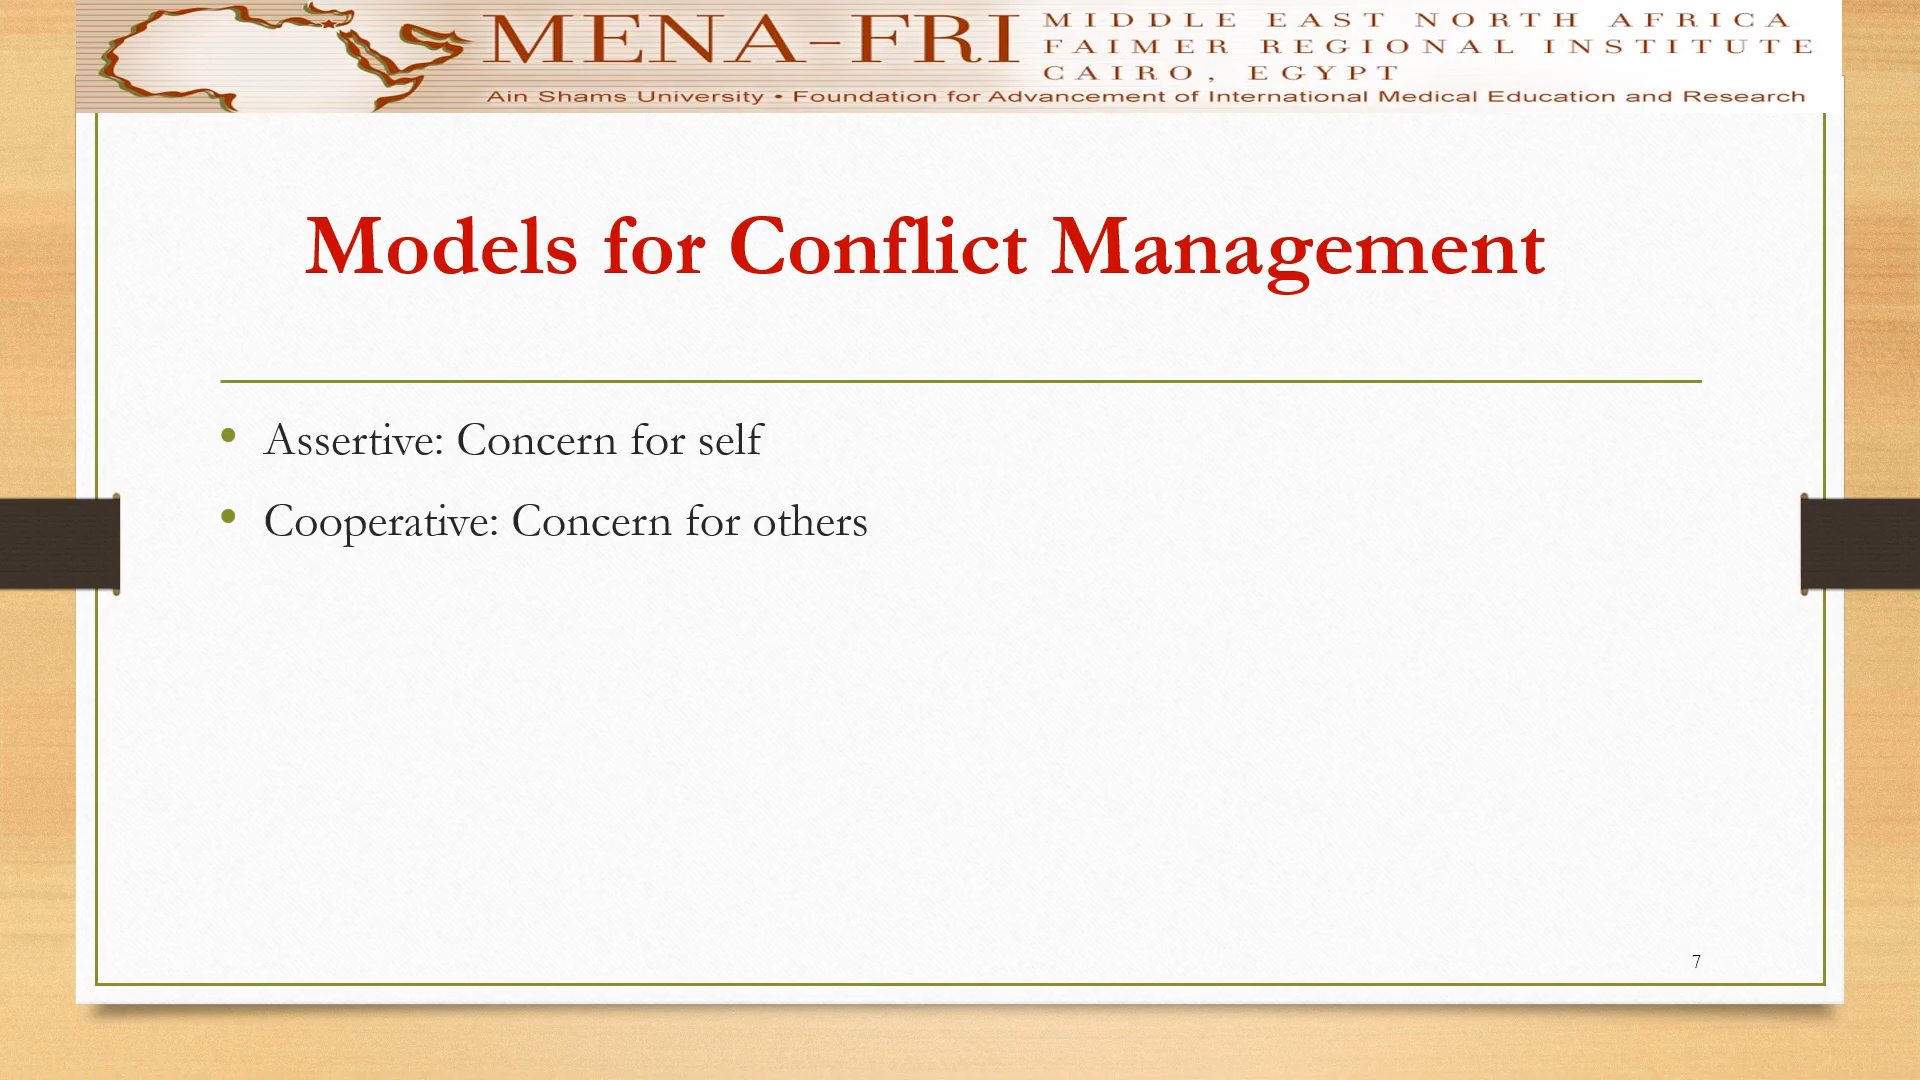 MENA-FRI
MIDDLE EAST NORTH AFRICA
FAIMER REGIONAL INSTITUTE
CAIRO, EGYPT
Ain Shams University • Foundation for Advancement of International Medical Education and Research
Models for Conflict Management
• Assertive: Concern for self
• Cooperative: Concern for others
7